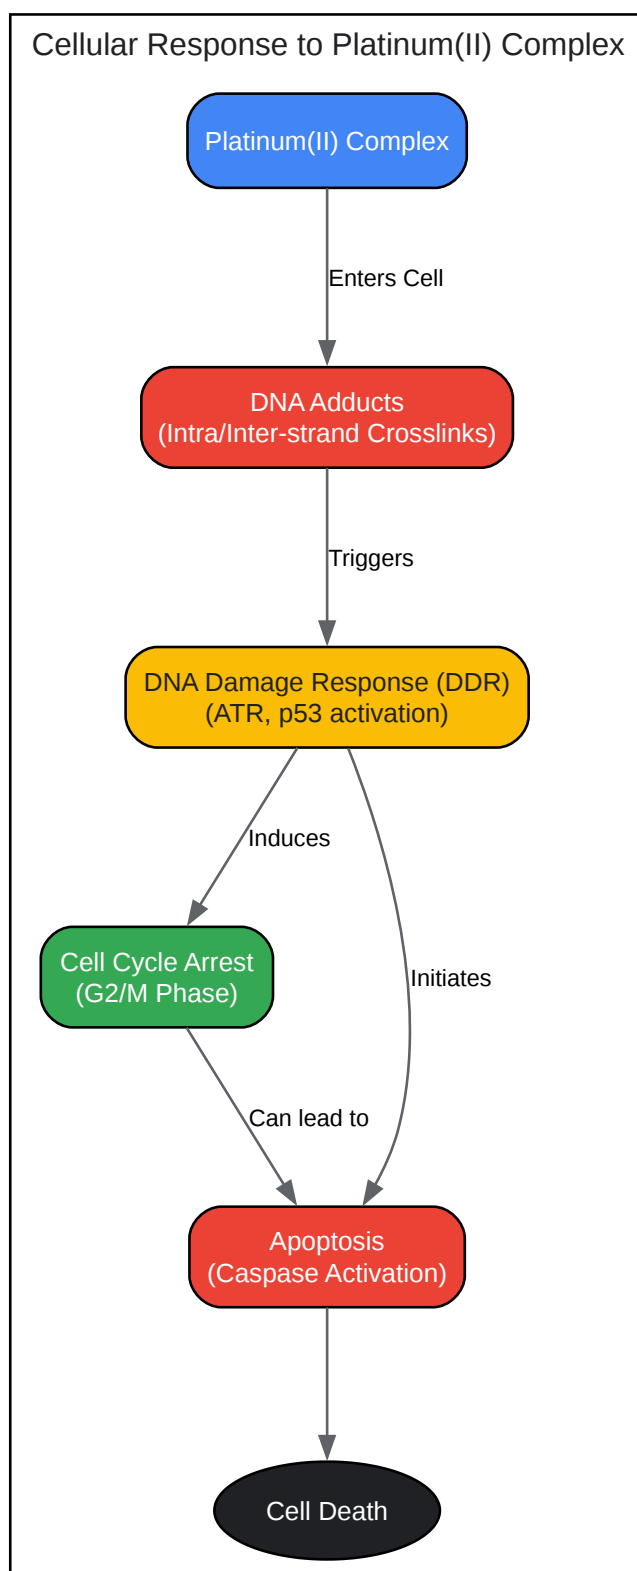 Cellular Response to Platinum(II) Complex
Platinum(II) Complex
Enters Cell
DNA Adducts
(Intra/Inter-strand Crosslinks)
Triggers
DNA Damage Response (DDR)
(ATR, p53 activation)
Induces
Cell Cycle Arrest
(G2/M Phase)
Initiates
Can lead to
Apoptosis
(Caspase Activation)
Cell Death